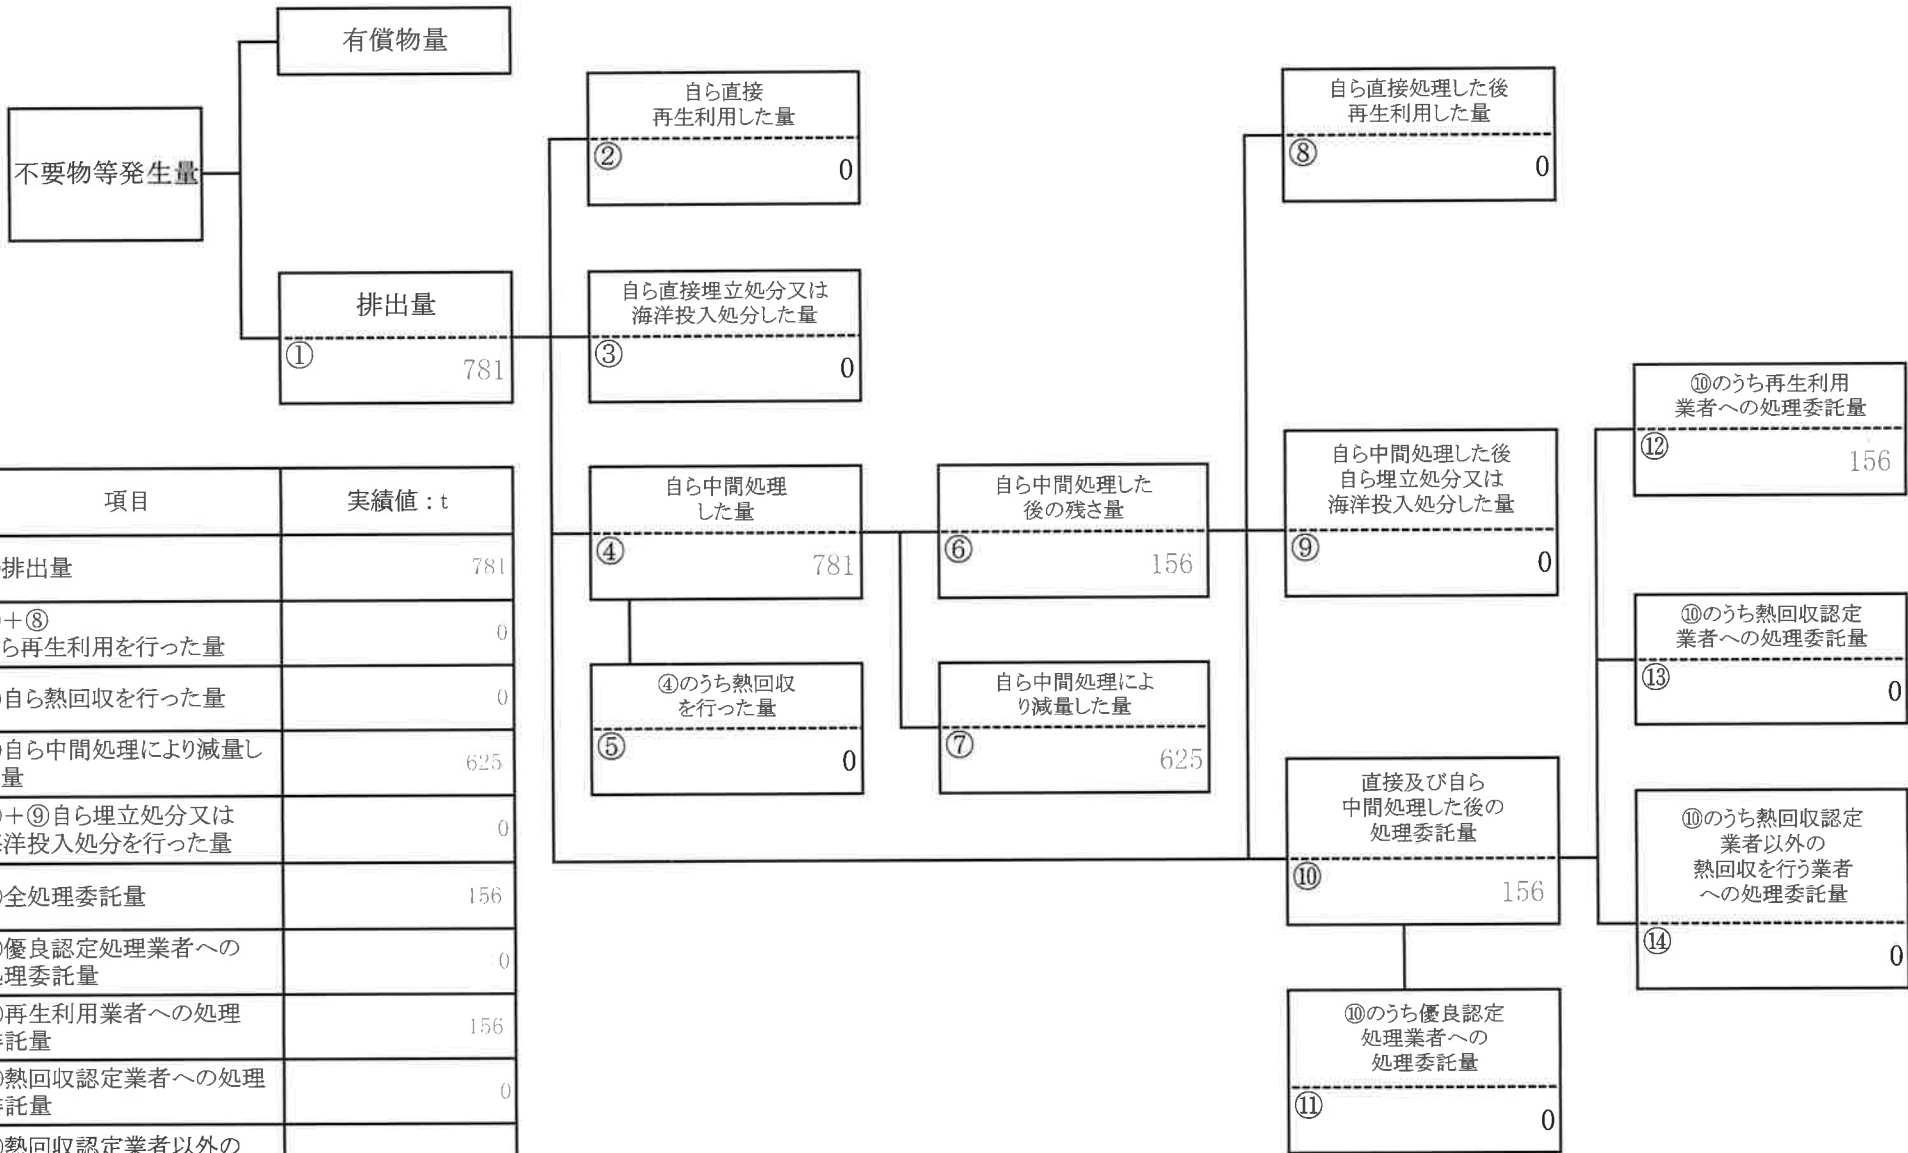 有償物量
不要物等発生量
排出量
①
781
自ら直接
再生利用した量
②
0
自ら直接埋立処分又は
海洋投入処分した量
③
0
自ら中間処理
した量
④
781
④のうち熱回収
を行った量
⑤
0
自ら中間処理した
後の残さ量
⑥
156
自ら中間処理によ
り減量した量
⑦
625
自ら直接処理した後
再生利用した量
⑧
0
自ら中間処理した後
自ら埋立処分又は
海洋投入処分した量
⑨
0
直接及び自ら
中間処理した後の
処理委託量
⑩
156
⑩のうち優良認定
処理業者への
処理委託量
⑪
0
⑩のうち再生利用
業者への処理委託量
⑫
156
⑩のうち熱回収認定
業者への処理委託量
⑬
0
⑩のうち熱回収認定
業者以外の
熱回収を行う業者
への処理委託量
⑭
0
項目 実績値：t
排出量 781
＋⑧
ら再生利用を行った量 0
自ら熱回収を行った量 0
自ら中間処理により減量し
量 625
＋⑨自ら埋立処分又は
洋投入処分を行った量 0
全処理委託量 156
優良認定処理業者への
理委託量 0
再生利用業者への処理
託量 156
熱回収認定業者への処理
託量 0
熱回収認定業者以外の